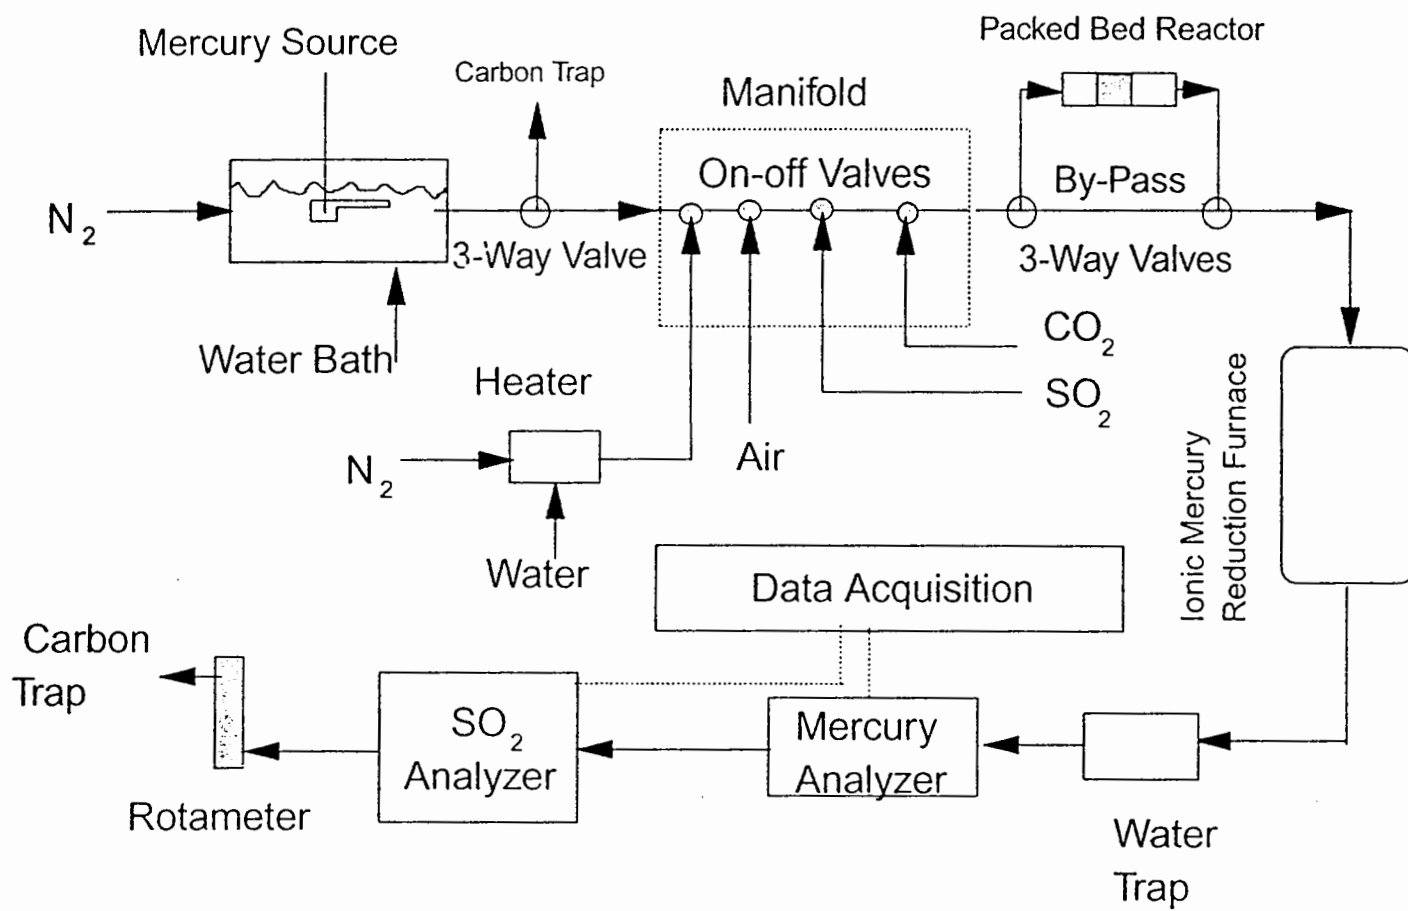 Packed Bed Reactor
Mercury Source
Carbon Trap
Manifold
On-off Valves
By-Pass
N2
3-Way Valve
3-Way Valves
CO2
Water Bath
Heater
SO2
Air
N2
Ionic Mercury
Reduction Furnace
Water
Data Acquisition
Carbon
Trap
SO2
Analyzer
Mercury
Analyzer
Rotameter
Water
Trap